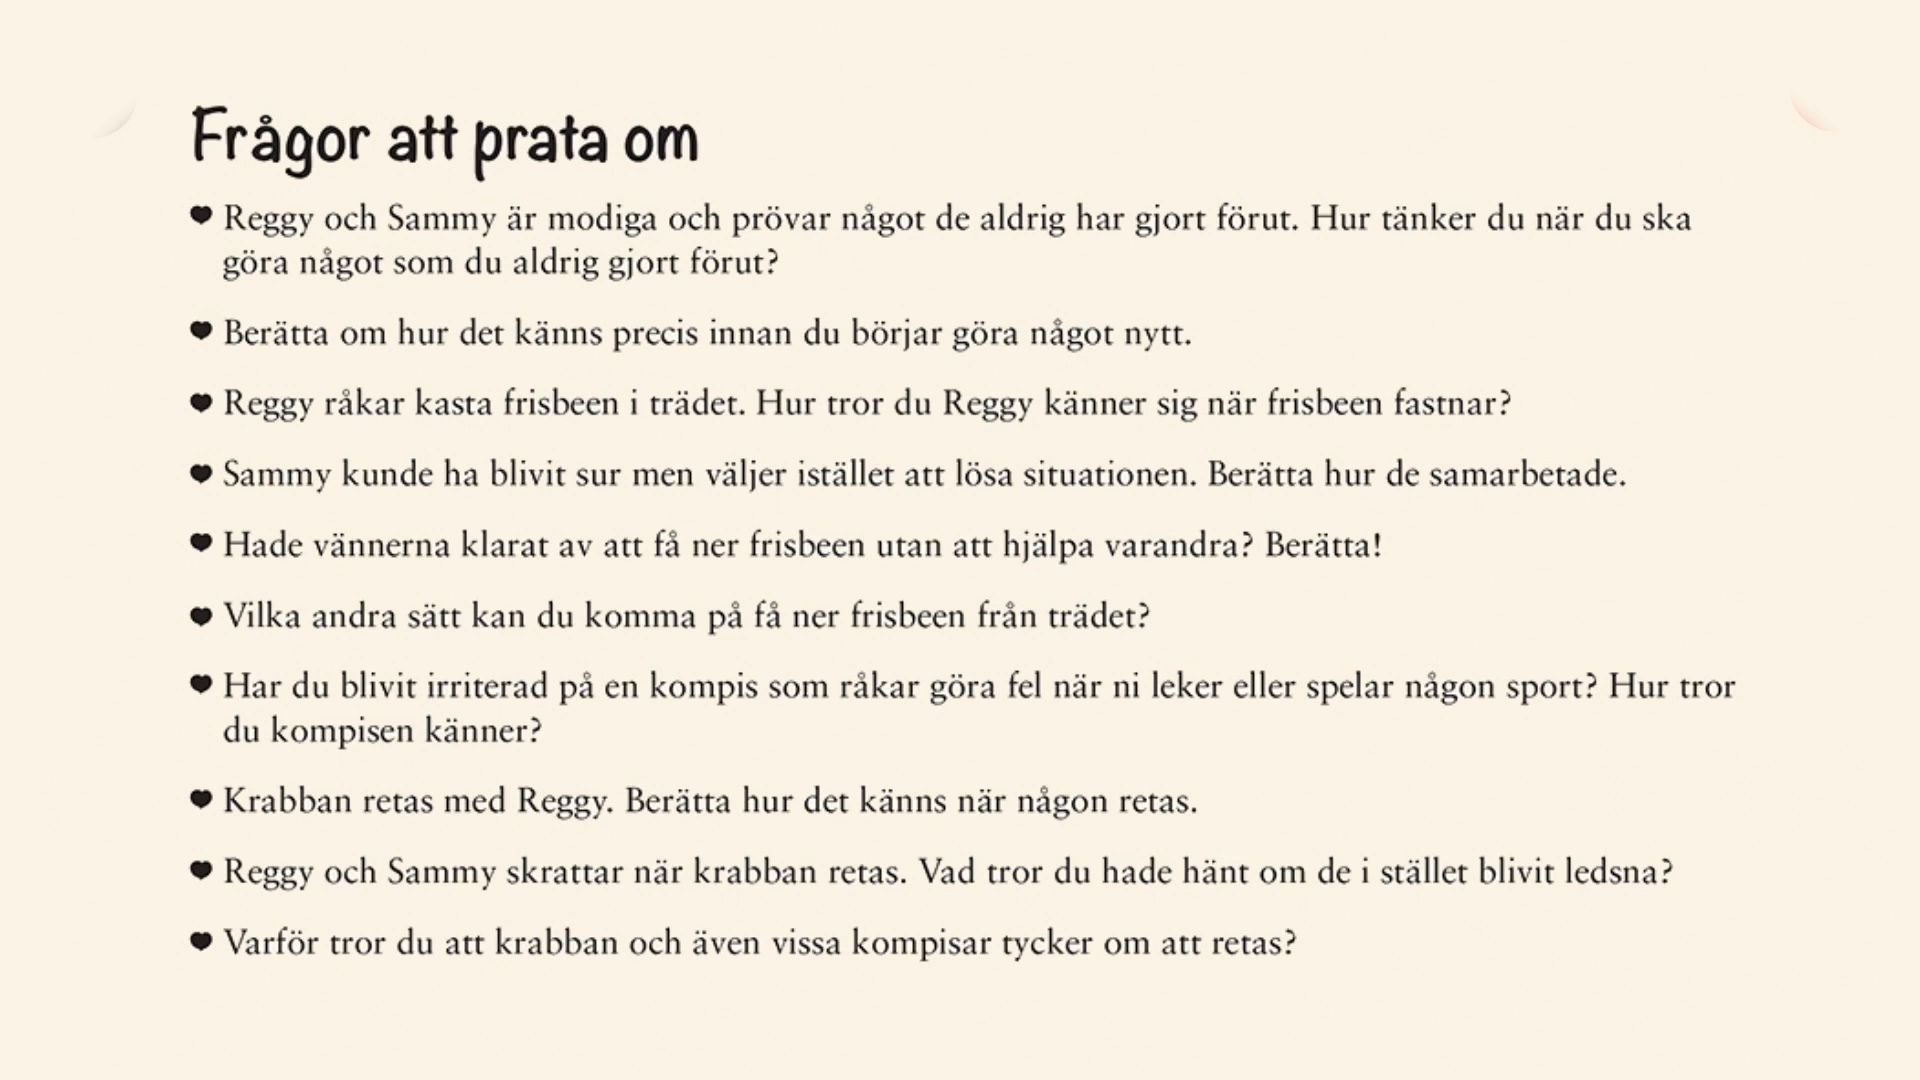 Frågor att prata om
♥ Reggy och Sammy är modiga och prövar något de aldrig har gjort förut. Hur tänker du när du ska
göra något som du aldrig gjort förut?
♥ Berätta om hur det känns precis innan du börjar göra något nytt.
♥ Reggy råkar kasta frisbeen i trädet. Hur tror du Reggy känner sig när frisbeen fastnar?
♥ Sammy kunde ha blivit sur men väljer istället att lösa situationen. Berätta hur de samarbetade.
♥ Hade vännerna klarat av att få ner frisbeen utan att hjälpa varandra? Berätta!
♥ Vilka andra sätt kan du komma på få ner frisbeen från trädet?
♥ Har du blivit irriterad på en kompis som råkar göra fel när ni leker eller spelar någon sport? Hur tror
du kompisen känner?
♥ Krabban retas med Reggy. Berätta hur det känns när någon retas.
♥ Reggy och Sammy skrattar när krabban retas. Vad tror du hade hänt om de i stället blivit ledsna?
♥ Varför tror du att krabban och även vissa kompisar tycker om att retas?